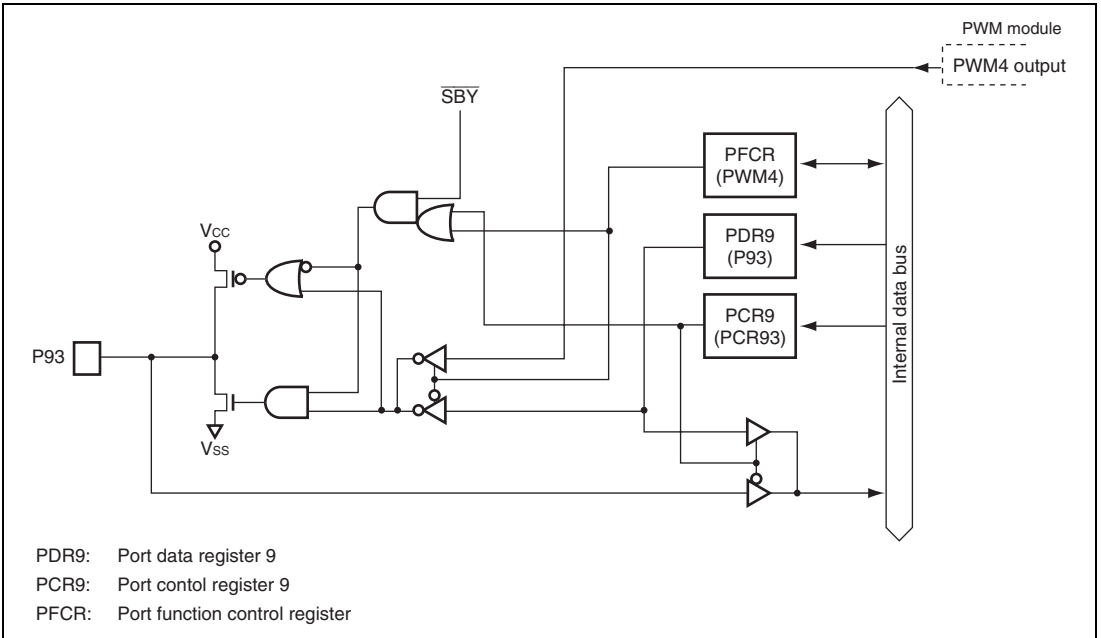 PWM module
PWM4 output
SBY
PFCR
(PWM4)
VCC
PDR9
(P93)
PCR9
(PCR93)
Internal data bus
P93
VSS
PDR9: Port data register 9
PCR9: Port contol register 9
PFCR: Port function control register